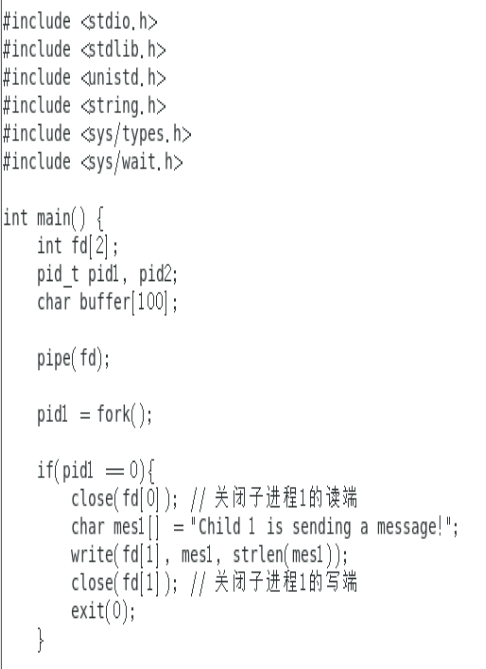 #include <stdio.h>
#include <stdlib.h>
#include <unistd.h>
#include <string.h>
#include <sys/types.h>
#include <sys/wait.h>
int main() {
int fd[2];
pid_t pid1, pid2;
char buffer[100];
pipe(fd);
pid1 = fork();
if(pid1 == 0){
close(fd[0]); // 关闭子进程1的读端
char mes1[] = "Child 1 is sending a message!";
write(fd[1], mes1, strlen(mes1));
close(fd[1]); // 关闭子进程1的写端
exit(0);
}